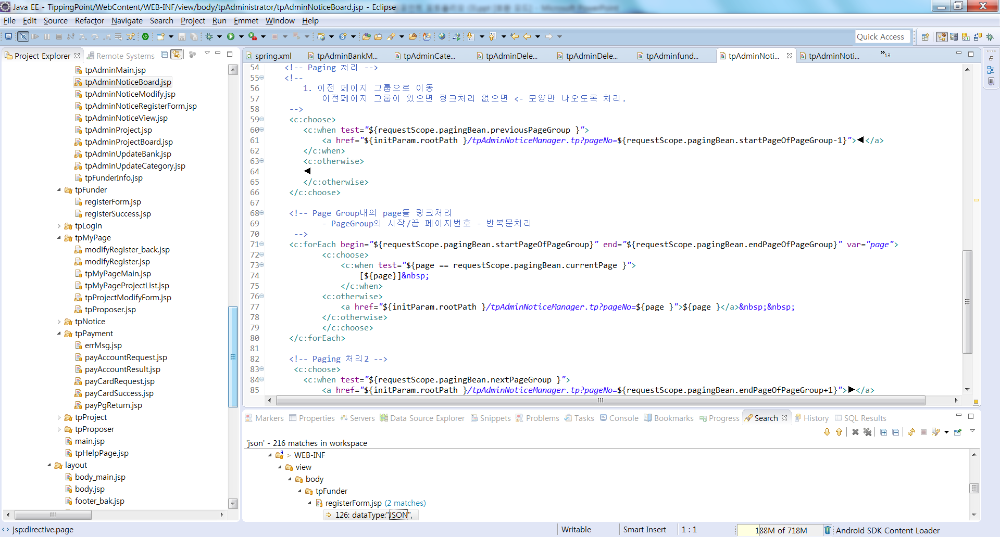 Java EE - TippingPoint/WebContent/WEB-INF/view/body/tpAdministrator/tpAdminNoticeBoard.jsp - Eclipse
File Edit Source Refactor Navigate Search Project Run Emmet Window Help
Quick Access
Project Explorer Remote Systems
tpAdminMain.jsp
tpAdminNoticeBoard.jsp
tpAdminNoticeModify.jsp
tpAdminNoticeRegisterForm.jsp
tpAdminNoticeView.jsp
tpAdminProject.jsp
tpAdminProjectBoard.jsp
tpAdminUpdateBank.jsp
tpAdminUpdateCategory.jsp
tpFunderInfo.jsp
tpFunder
registerForm.jsp
registerSuccess.jsp
tpLogin
tpMyPage
modifyRegister_back.jsp
modifyRegister.jsp
tpMyPageMain.jsp
tpMyPageProjectList.jsp
tpProjectModifyForm.jsp
tpProposer.jsp
tpNotice
tpPayment
errMsg.jsp
payAccountRequest.jsp
payAccountResult.jsp
payCardRequest.jsp
payCardSuccess.jsp
payPgReturn.jsp
tpProject
tpProposer
main.jsp
tpHelpPage.jsp
layout
body_main.jsp
body.jsp
footer_bak.jsp
spring.xml tpAdminBankM... tpAdminCate... tpAdminDele... tpAdminDele... tpAdminfund... tpAdminNoti... tpAdminNoti... »13
54 <!-- Paging 처리 -->
55 <!--
56 1. 이전 페이지 그룹으로 이동
57 이전페이지 그룹이 있으면 링크처리 없으면 <- 모양만 나오도록 처리.
58 -->
59 <c:choose>
60 <c:when test="${requestScope.pagingBean.previousPageGroup }">
61 <a href="${initParam.rootPath }/tpAdminNoticeManager.tp?pageNo=${requestScope.pagingBean.startPageOfPageGroup-1}">◀</a>
62 </c:when>
63 <c:otherwise>
64 ◀
65 </c:otherwise>
66 </c:choose>
67
68 <!-- Page Group내의 page들 링크처리
69 - PageGroup의 시작/끝 페이지번호 - 반복문처리
70 -->
71 <c:forEach begin="${requestScope.pagingBean.startPageOfPageGroup}" end="${requestScope.pagingBean.endPageOfPageGroup}" var="page">
72 <c:choose>
73 <c:when test="${page == requestScope.pagingBean.currentPage }">
74 [${page}]&nbsp;
75 </c:when>
76 <c:otherwise>
77 <a href="${initParam.rootPath }/tpAdminNoticeManager.tp?pageNo=${page }">${page }</a>&nbsp;&nbsp;
78 </c:otherwise>
79 </c:choose>
80 </c:forEach>
81
82 <!-- Paging 처리2 -->
83 <c:choose>
84 <c:when test="${requestScope.pagingBean.nextPageGroup }">
85 <a href="${initParam.rootPath }/tpAdminNoticeManager.tp?pageNo=${requestScope.pagingBean.endPageOfPageGroup+1}">▶</a>
Markers Properties Servers Data Source Explorer Snippets Problems Tasks Console Bookmarks Progress Search History SQL Results
'json' - 216 matches in workspace
> WEB-INF
view
body
tpFunder
registerForm.jsp (2 matches)
126: dataType:"JSON",
jsp:directive.page Writable Smart Insert 1 : 1 188M of 718M Android SDK Content Loader